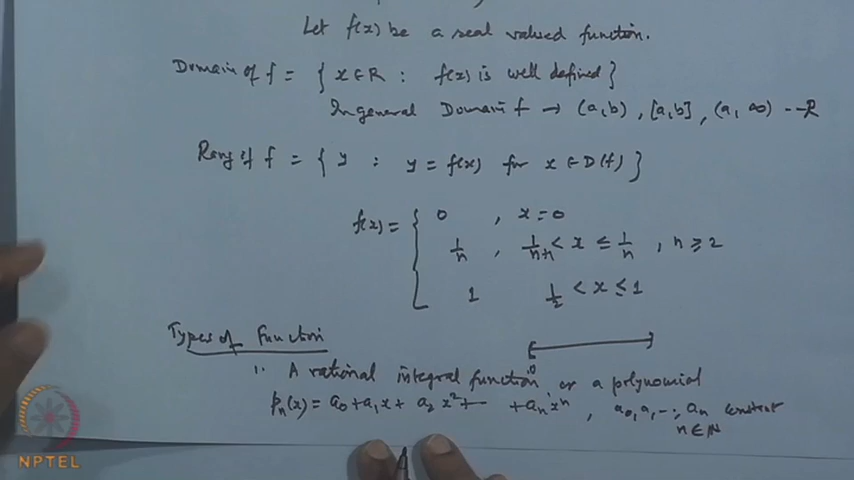 Let f(x) be a real valued function.
Domain of f = { x ∈ R : f(x) is well defined }
In general Domain f → (a,b), [a,b], (a, ∞) -- R
Rang of f = { y : y = f(x) for x ∈ D(f) }
f(x) = { 0 , x = 0
1/n , 1/(n+1) < x ≤ 1/n , n ≥ 2
1 1/2 < x ≤ 1
Types of Function
1. A rational integral function, or a polynomial
Pn(x) = a0 + a1x + a2x² + -- + anxⁿ , a0, a, --, an constant
n ∈ N
NPTEL